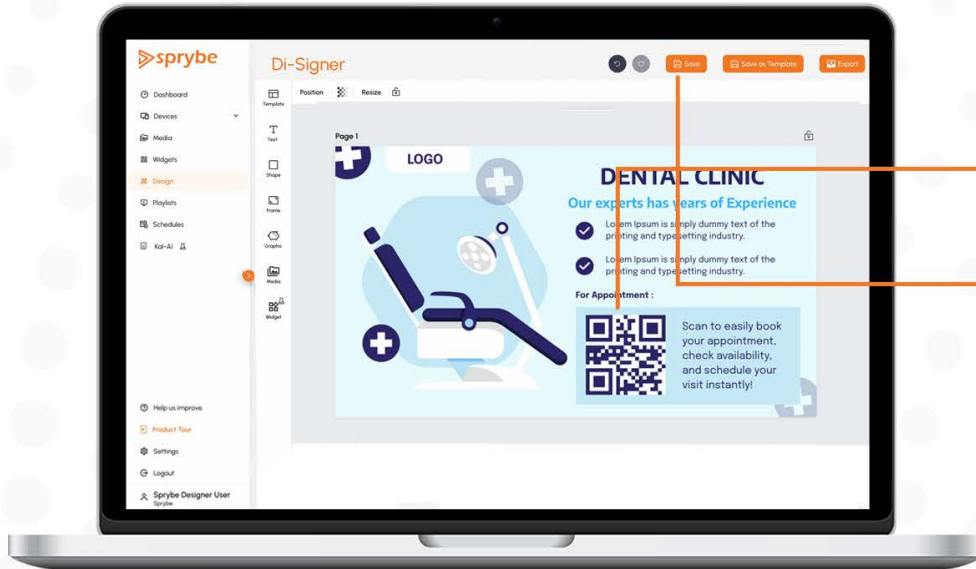 sprybe
Di-Signer
Save
Save as Template
Export
Dashboard
Devices
Media
Widgets
Design
Playlists
Schedules
Kal-AI
Help us improve
Product Tour
Settings
Logout
Sprybe Designer User
Sprybe
Template
Text
Shape
Frame
Graphic
Media
Widget
Position
Resize
Page 1
LOGO
DENTAL CLINIC
Our experts has years of Experience
Lorem Ipsum is simply dummy text of the
printing and typesetting industry.
Lorem Ipsum is simply dummy text of the
printing and typesetting industry.
For Appointment :
Scan to easily book
your appointment,
check availability,
and schedule your
visit instantly!